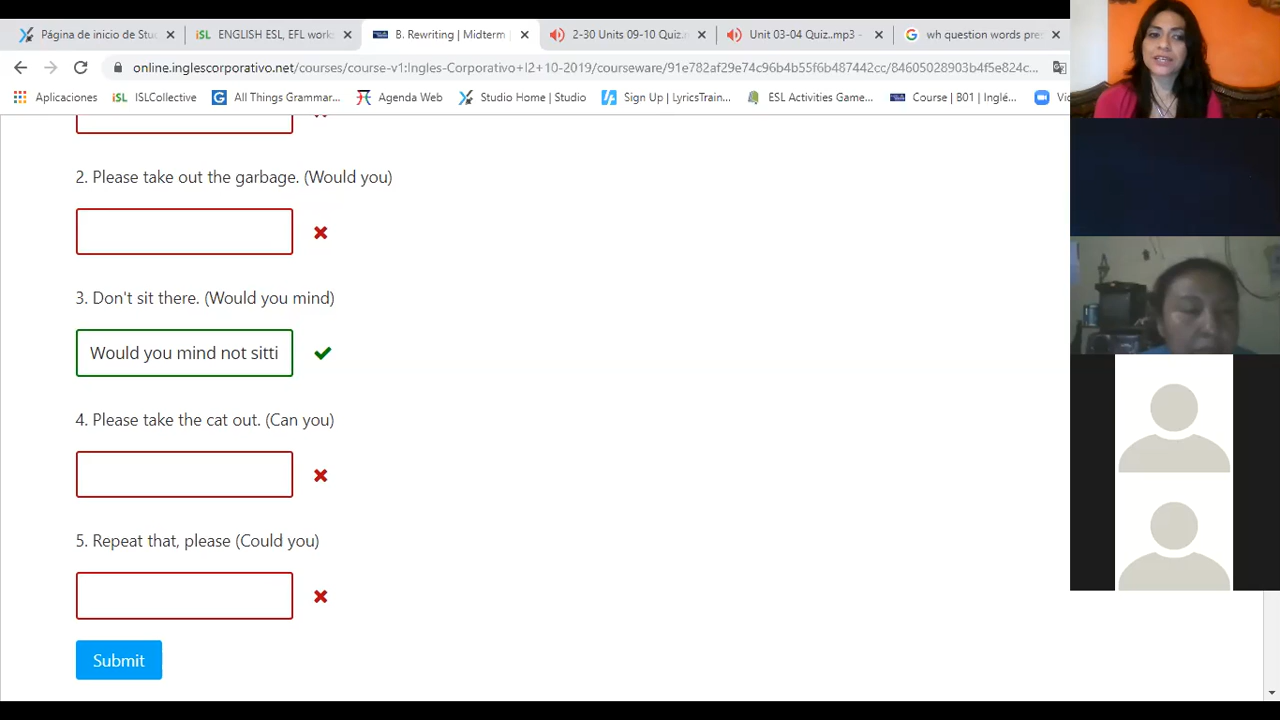 Página de inicio de Stu
ENGLISH ESL, EFL work
B. Rewriting | Midterm
2-30 Units 09-10 Quiz.
Unit 03-04 Quiz..mp3 -
wh question words pre
online.inglescorporativo.net/courses/course-v1:Ingles-Corporativo+I2+10-2019/courseware/91e782af29e74c96b4b55f6b487442cc/84605028903b4f5e824c...
Aplicaciones
ISLCollective
All Things Grammar...
Agenda Web
Studio Home | Studio
Sign Up | LyricsTrain...
ESL Activities Game...
Course | B01 | Inglé...
2. Please take out the garbage. (Would you)
3. Don't sit there. (Would you mind)
Would you mind not sitti
4. Please take the cat out. (Can you)
5. Repeat that, please (Could you)
Submit